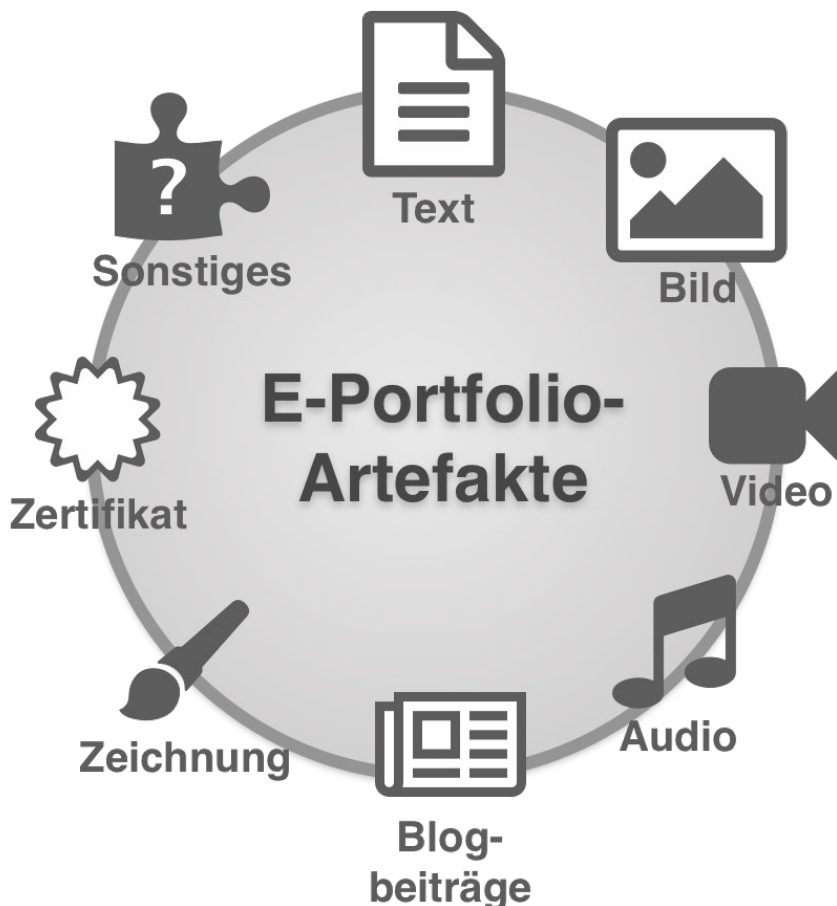 Text
Bild
Video
Audio
Blog-
beiträge
Zeichnung
Zertifikat
?
Sonstiges
E-Portfolio-
Artefakte